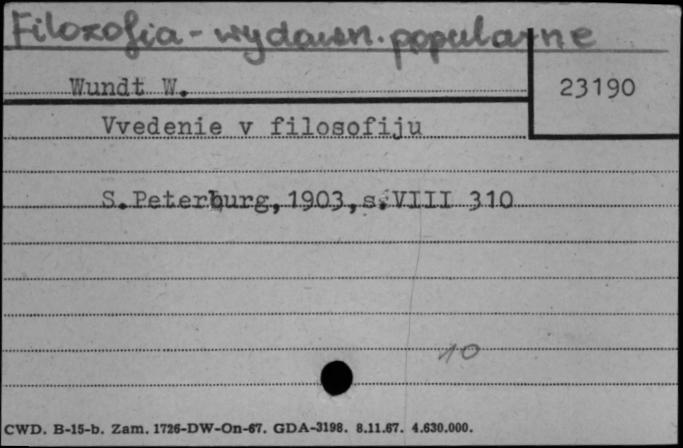 Filozofia - wydawn. popularne
Wundt W.
23190
Vvedenie v filosofiju
S.Peterburg,1903,s.VIII 310
10
CWD. B-15-b. Zam. 1726-DW-On-67. GDA-3198. 8.11.67. 4.630.000.